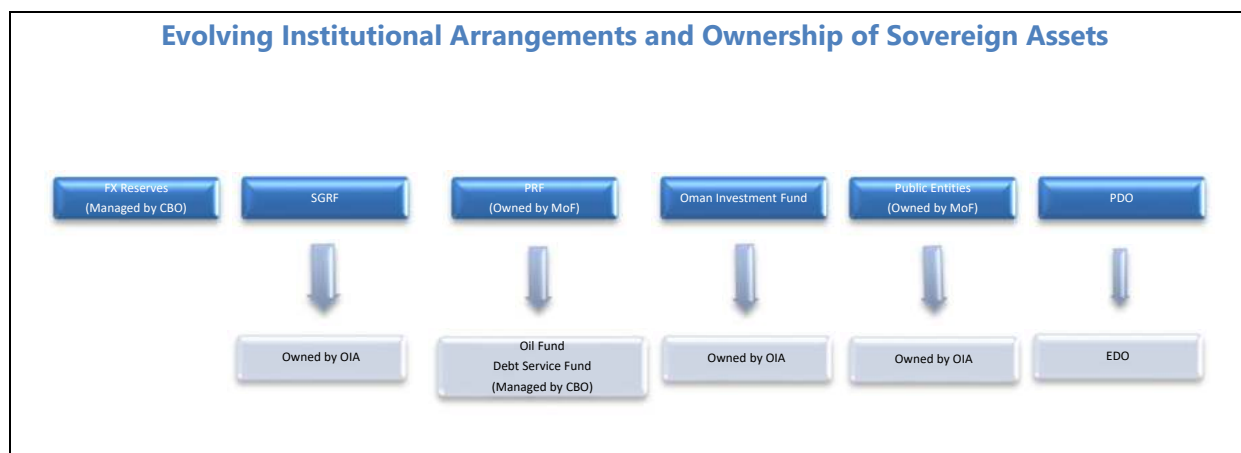 Evolving Institutional Arrangements and Ownership of Sovereign Assets
FX Reserves
(Managed by CBO)
SGRF
PRF
(Owned by MoF)
Oman Investment Fund
Public Entities
(Owned by MoF)
PDO
Owned by OIA
Oil Fund
Debt Service Fund
(Managed by CBO)
Owned by OIA
Owned by OIA
EDO